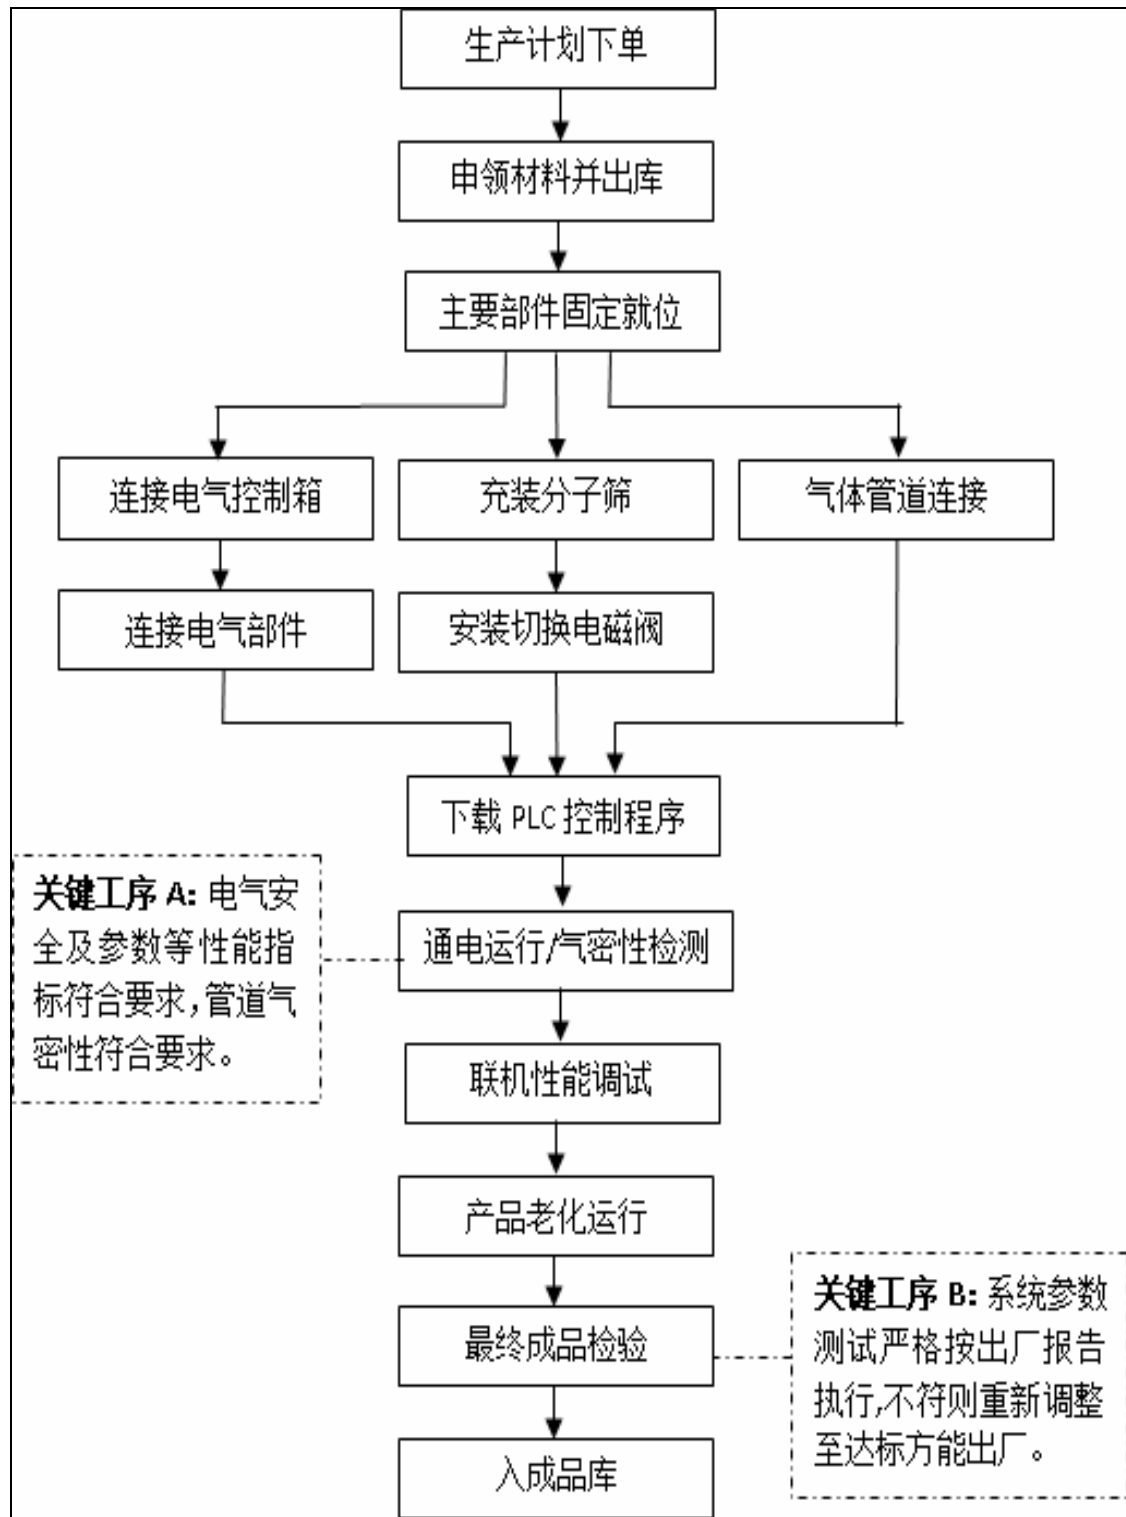 生产计划下单
申领材料并出库
主要部件固定就位
连接电气控制箱
充装分子筛
气体管道连接
连接电气部件
安装切换电磁阀
下载 PLC 控制程序
关键工序 A: 电气安
全及参数等性能指
标符合要求,管道气
密性符合要求。
通电运行/气密性检测
联机性能调试
产品老化运行
最终成品检验
关键工序 B: 系统参数
测试严格按出厂报告
执行,不符则重新调整
至达标方能出厂。
入成品库